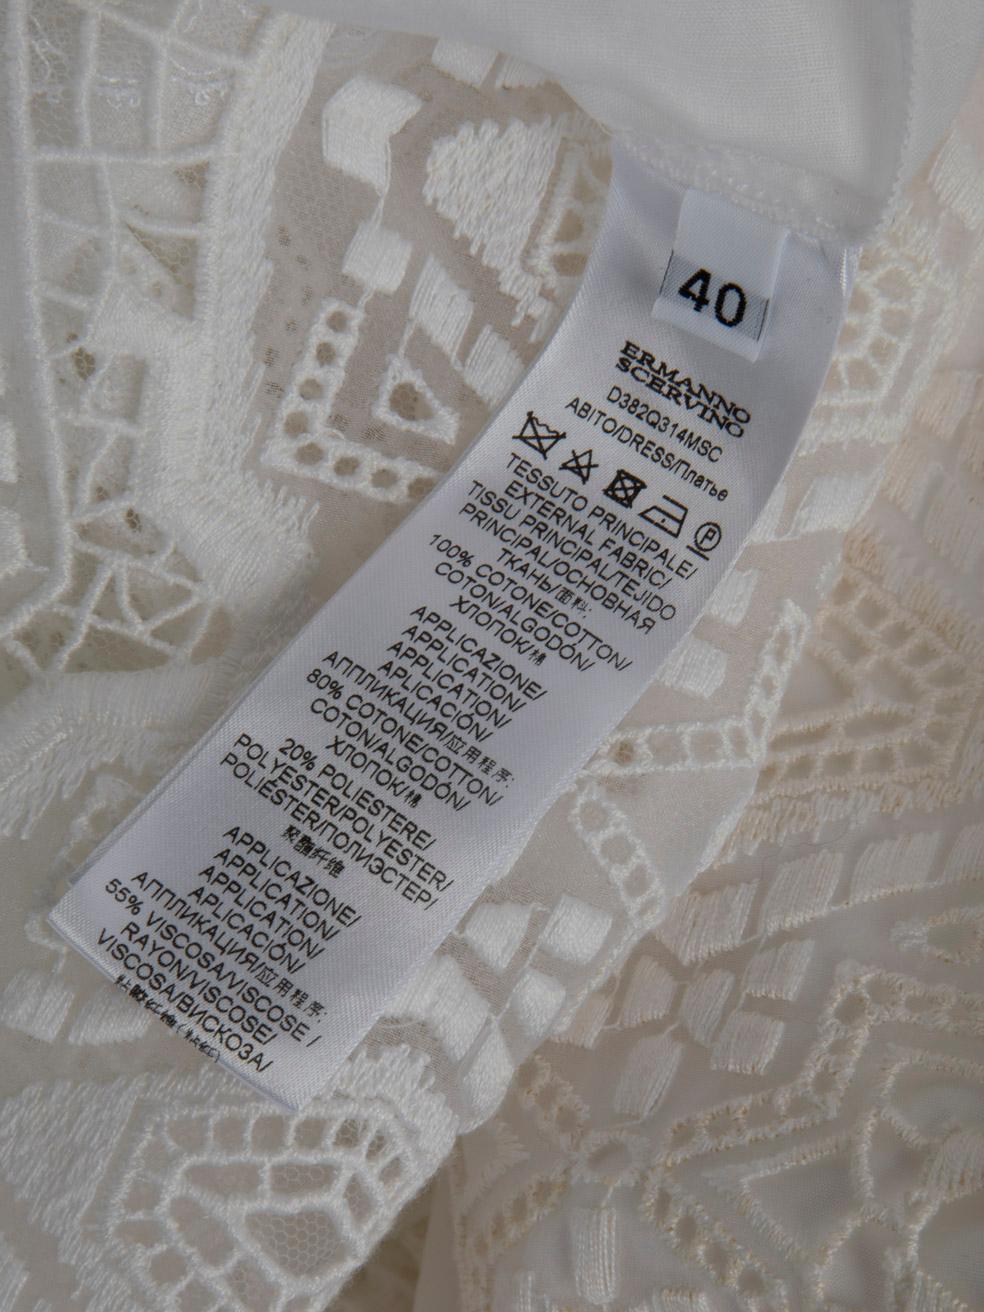 40
ERMANNO
SCERVINO
D382Q314MSC
ABITO/DRESS/Платье
P
TESSUTO PRINCIPALE/
EXTERNAL FABRIC/
TISSU PRINCIPAL/TEJIDO
PRINCIPAL/ОСНОВНАЯ
ТКАНЬ/面料:
100% COTONE/COTTON/
COTON/ALGODÓN/
ХЛОПОК/棉
APPLICAZIONE/
APPLICATION/
APPLICATION/
APLICACIÓN/
АППЛИКАЦИЯ/应用程序:
80% COTONE/COTTON/
COTON/ALGODÓN/
ХЛОПОК/棉
20% POLIESTERE/
POLYESTER/POLYESTER/
POLIÉSTER/ПОЛИЭСТЕР/
聚酯纤维
APPLICAZIONE/
APPLICATION/
APPLICATION/
APLICACIÓN/
АППЛИКАЦИЯ/应用程序:
55% VISCOSA/VISCOSE /
RAYON/VISCOSE/
VISCOSA/ВИСКОЗА/